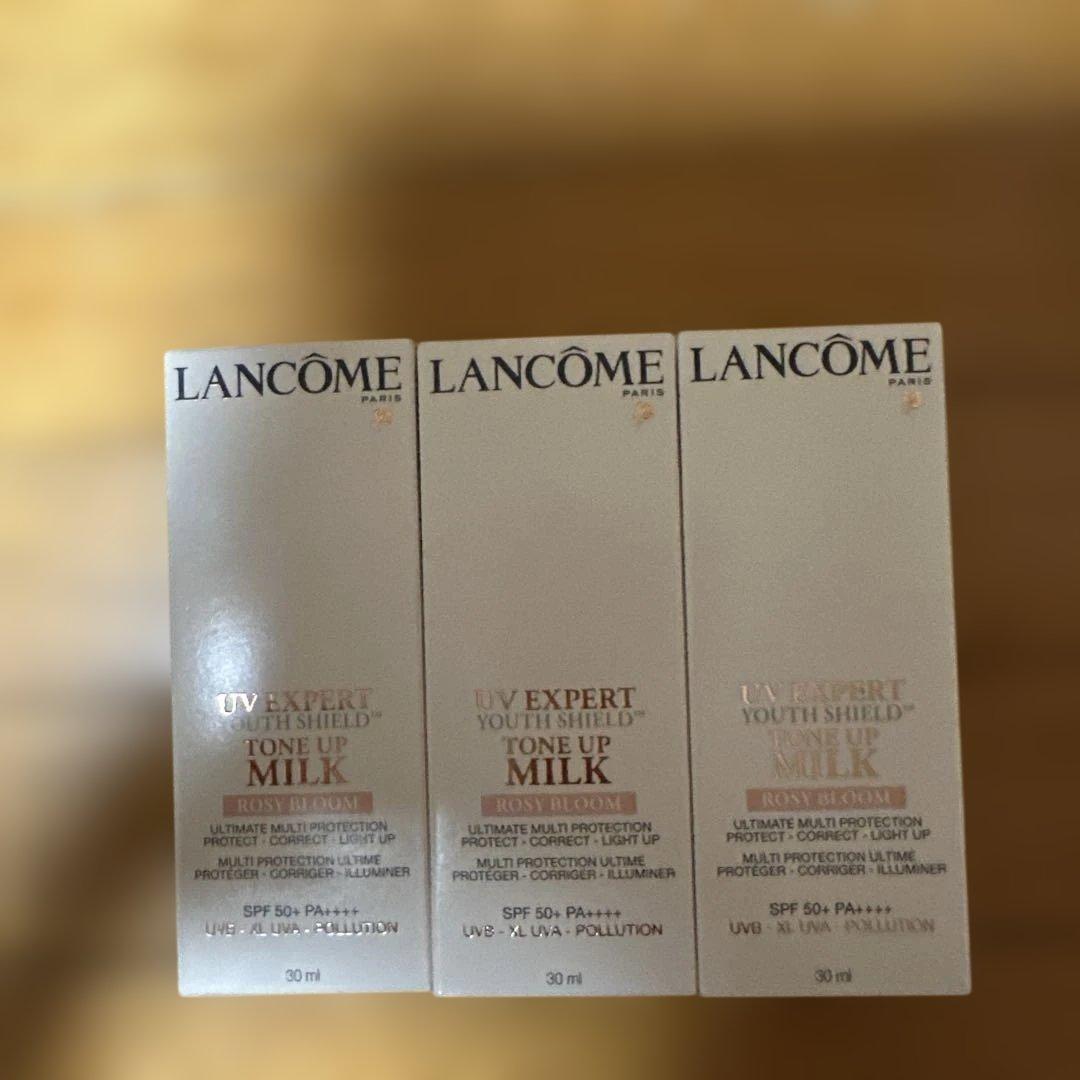 LANCÔME
PARIS
UV EXPERT
YOUTH SHIELD™
TONE UP
MILK
ROSY BLOOM
ULTIMATE MULTI PROTECTION
PROTECT - CORRECT - LIGHT UP
MULTI PROTECTION ULTIME
PROTÉGER - CORRIGER - ILLUMINER
SPF 50+ PA++++
UVB - XL UVA - POLLUTION
30 ml
LANCÔME
PARIS
UV EXPERT
YOUTH SHIELD™
TONE UP
MILK
ROSY BLOOM
ULTIMATE MULTI PROTECTION
PROTECT - CORRECT - LIGHT UP
MULTI PROTECTION ULTIME
PROTÉGER - CORRIGER - ILLUMINER
SPF 50+ PA++++
UVB - XL UVA - POLLUTION
30 ml
LANCÔME
PARIS
UV EXPERT
YOUTH SHIELD™
TONE UP
MILK
ROSY BLOOM
ULTIMATE MULTI PROTECTION
PROTECT - CORRECT - LIGHT UP
MULTI PROTECTION ULTIME
PROTÉGER - CORRIGER - ILLUMINER
SPF 50+ PA++++
UVB - XL UVA - POLLUTION
30 ml